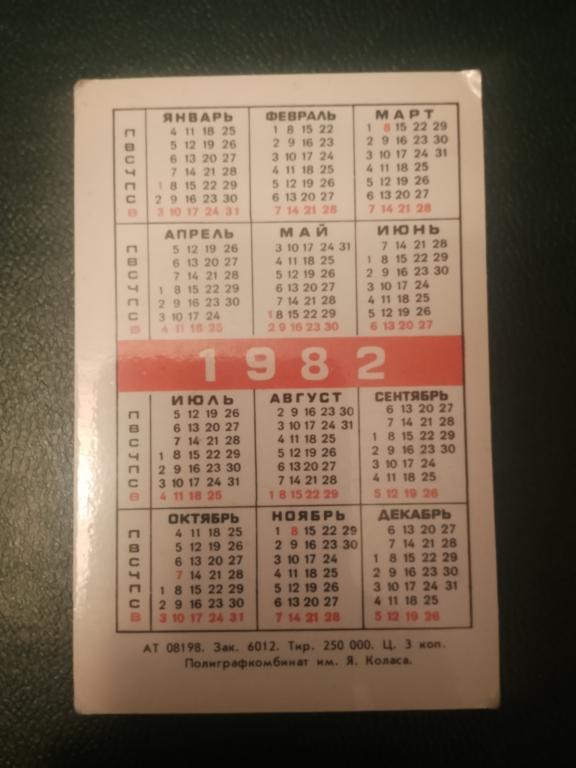 ЯНВАРЬ ФЕВРАЛЬ МАРТ
П 4 11 18 25 1 8 15 22 1 8 15 22 29
В 5 12 19 26 2 9 16 23 2 9 16 23 30
С 6 13 20 27 3 10 17 24 3 10 17 24 31
Ч 7 14 21 28 4 11 18 25 4 11 18 25
П 1 8 15 22 29 5 12 19 26 5 12 19 26
С 2 9 16 23 30 6 13 20 27 6 13 20 27
В 3 10 17 24 31 7 14 21 28 7 14 21 28
АПРЕЛЬ МАЙ ИЮНЬ
П 5 12 19 26 3 10 17 24 31 7 14 21 28
В 6 13 20 27 4 11 18 25 1 8 15 22 29
С 7 14 21 28 5 12 19 26 2 9 16 23 30
Ч 1 8 15 22 29 6 13 20 27 3 10 17 24
П 2 9 16 23 30 7 14 21 28 4 11 18 25
С 3 10 17 24 1 8 15 22 29 5 12 19 26
В 4 11 18 25 2 9 16 23 30 6 13 20 27
1982
ИЮЛЬ АВГУСТ СЕНТЯБРЬ
П 5 12 19 26 2 9 16 23 30 6 13 20 27
В 6 13 20 27 3 10 17 24 31 7 14 21 28
С 7 14 21 28 4 11 18 25 1 8 15 22 29
Ч 1 8 15 22 29 5 12 19 26 2 9 16 23 30
П 2 9 16 23 30 6 13 20 27 3 10 17 24
С 3 10 17 24 31 7 14 21 28 4 11 18 25
В 4 11 18 25 1 8 15 22 29 5 12 19 26
ОКТЯБРЬ НОЯБРЬ ДЕКАБРЬ
П 4 11 18 25 1 8 15 22 29 6 13 20 27
В 5 12 19 26 2 9 16 23 30 7 14 21 28
С 6 13 20 27 3 10 17 24 1 8 15 22 29
Ч 7 14 21 28 4 11 18 25 2 9 16 23 30
П 1 8 15 22 29 5 12 19 26 3 10 17 24 31
С 2 9 16 23 30 6 13 20 27 4 11 18 25
В 3 10 17 24 31 7 14 21 28 5 12 19 26
АТ 08198. Зак. 6012. Тир. 250 000. Ц. 3 коп.
Полиграфкомбинат им. Я. Коласа.